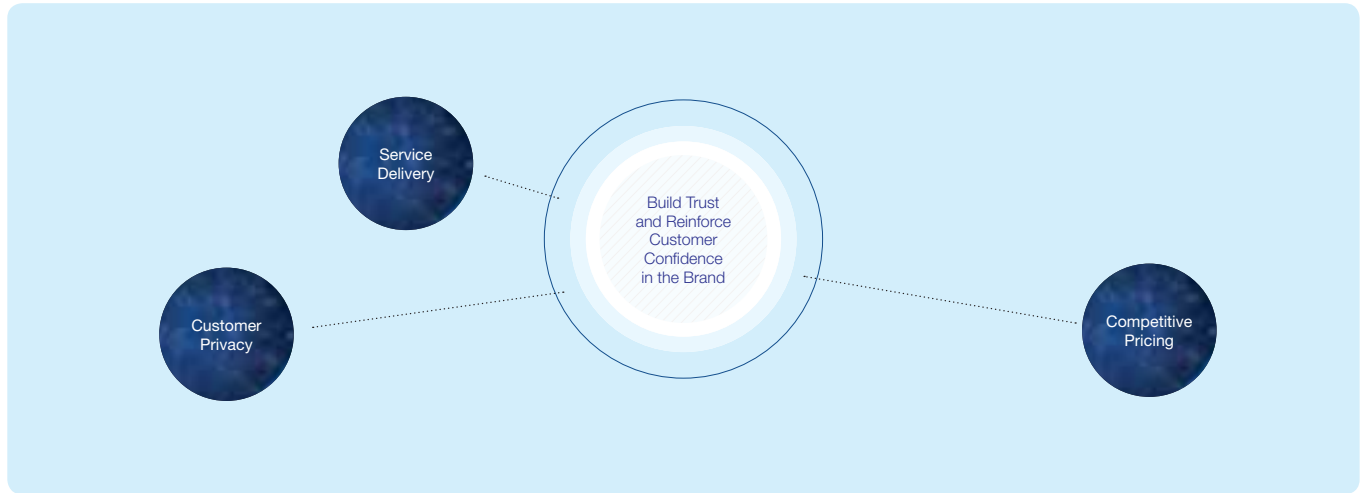 Service
Delivery
Build Trust
and Reinforce
Customer
Confidence
in the Brand
Customer
Privacy
Competitive
Pricing